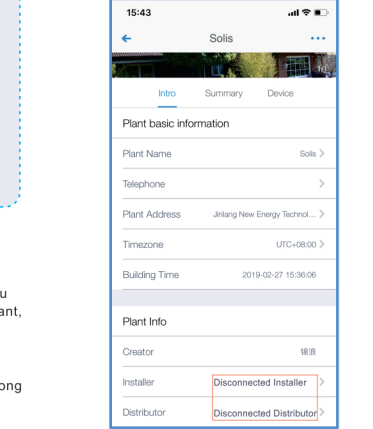 15:43
Solis
Intro Summary Device
Plant basic information
Plant Name Solis
Telephone
Plant Address Jinlang New Energy Technol...
Timezone UTC+08:00
Building Time 2019-02-27 15:36:06
u
ant,
Plant Info
Creator 锦浪
ong
Installer Disconnected Installer
Distributor Disconnected Distributor